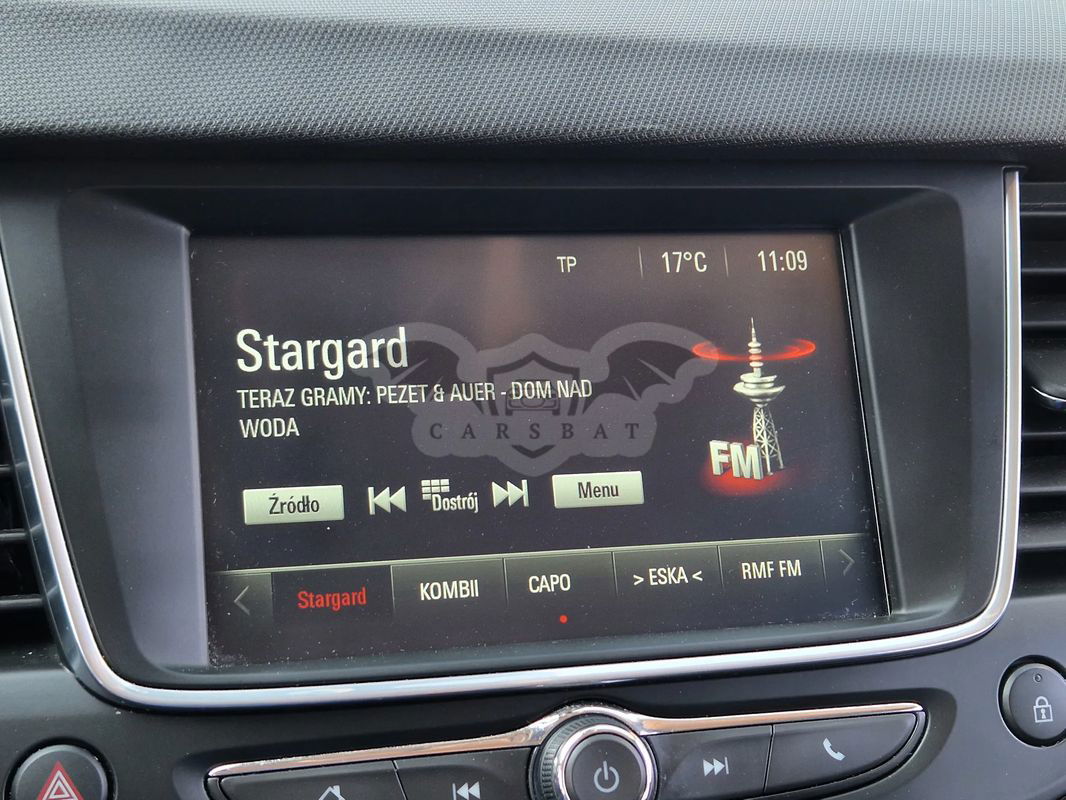 TP 17°C 11:09
Stargard
TERAZ GRAMY: PEZET & AUER - DOM NAD
WODA
CARSBAT
FM
Źródło Dostrój Menu
Stargard KOMBII CAPO > ESKA < RMF FM